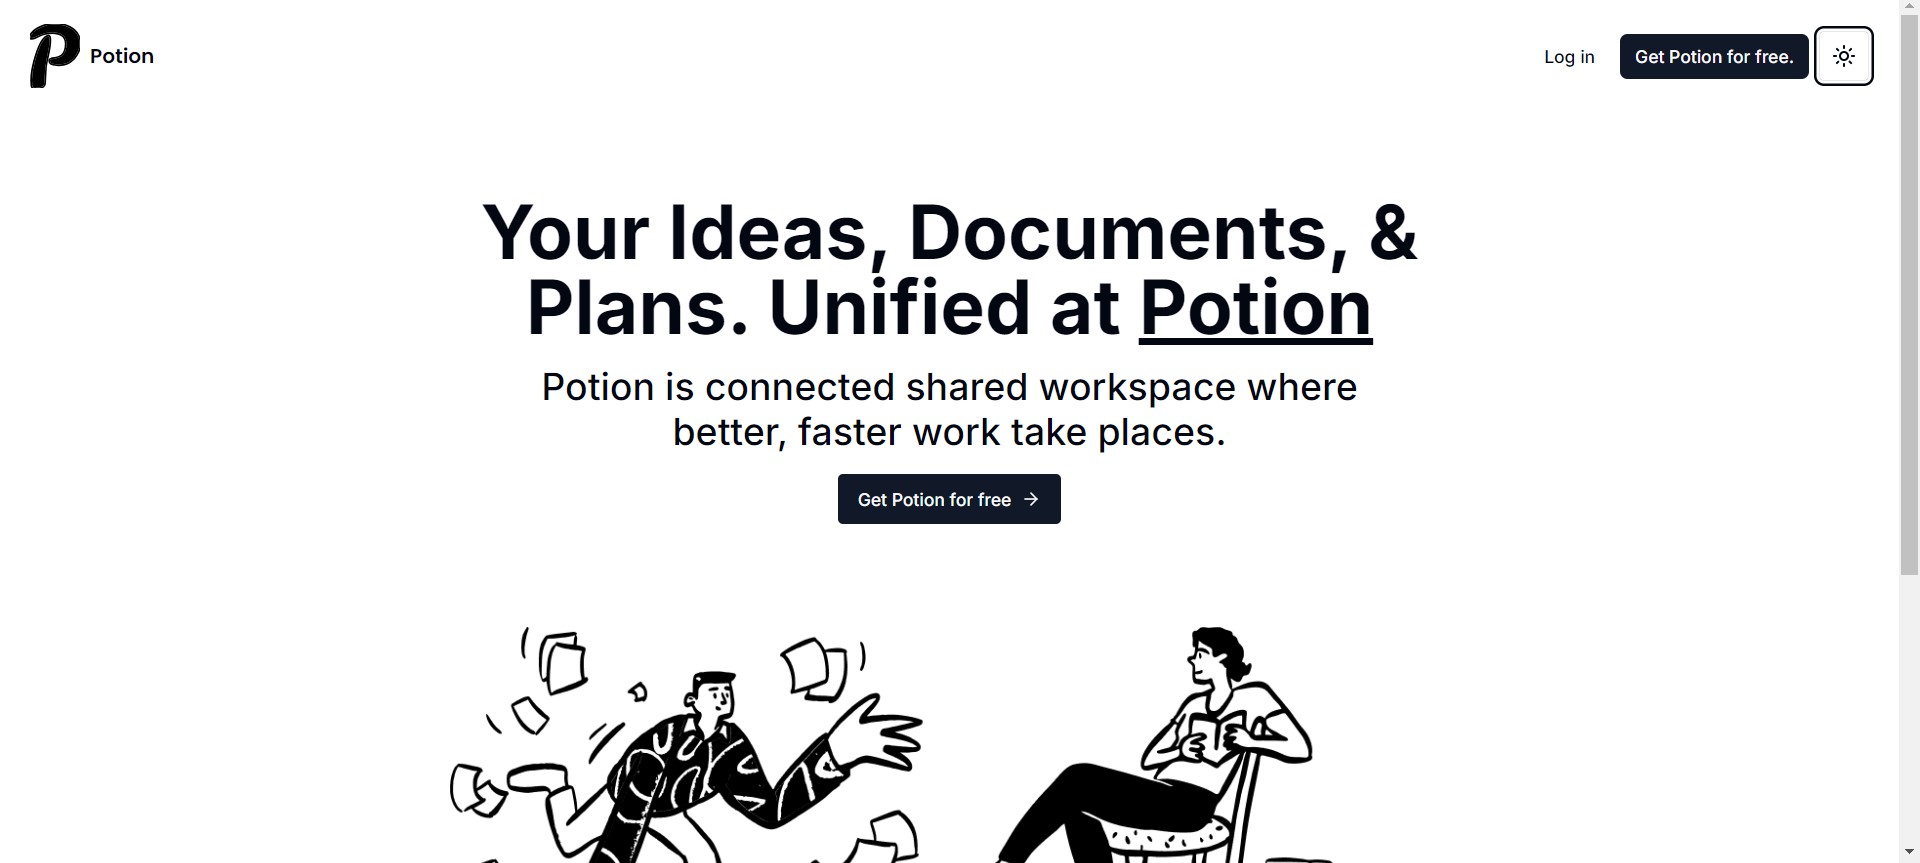 Potion
Log in
Get Potion for free.
Your Ideas, Documents, &
Plans. Unified at Potion
Potion is connected shared workspace where
better, faster work take places.
Get Potion for free